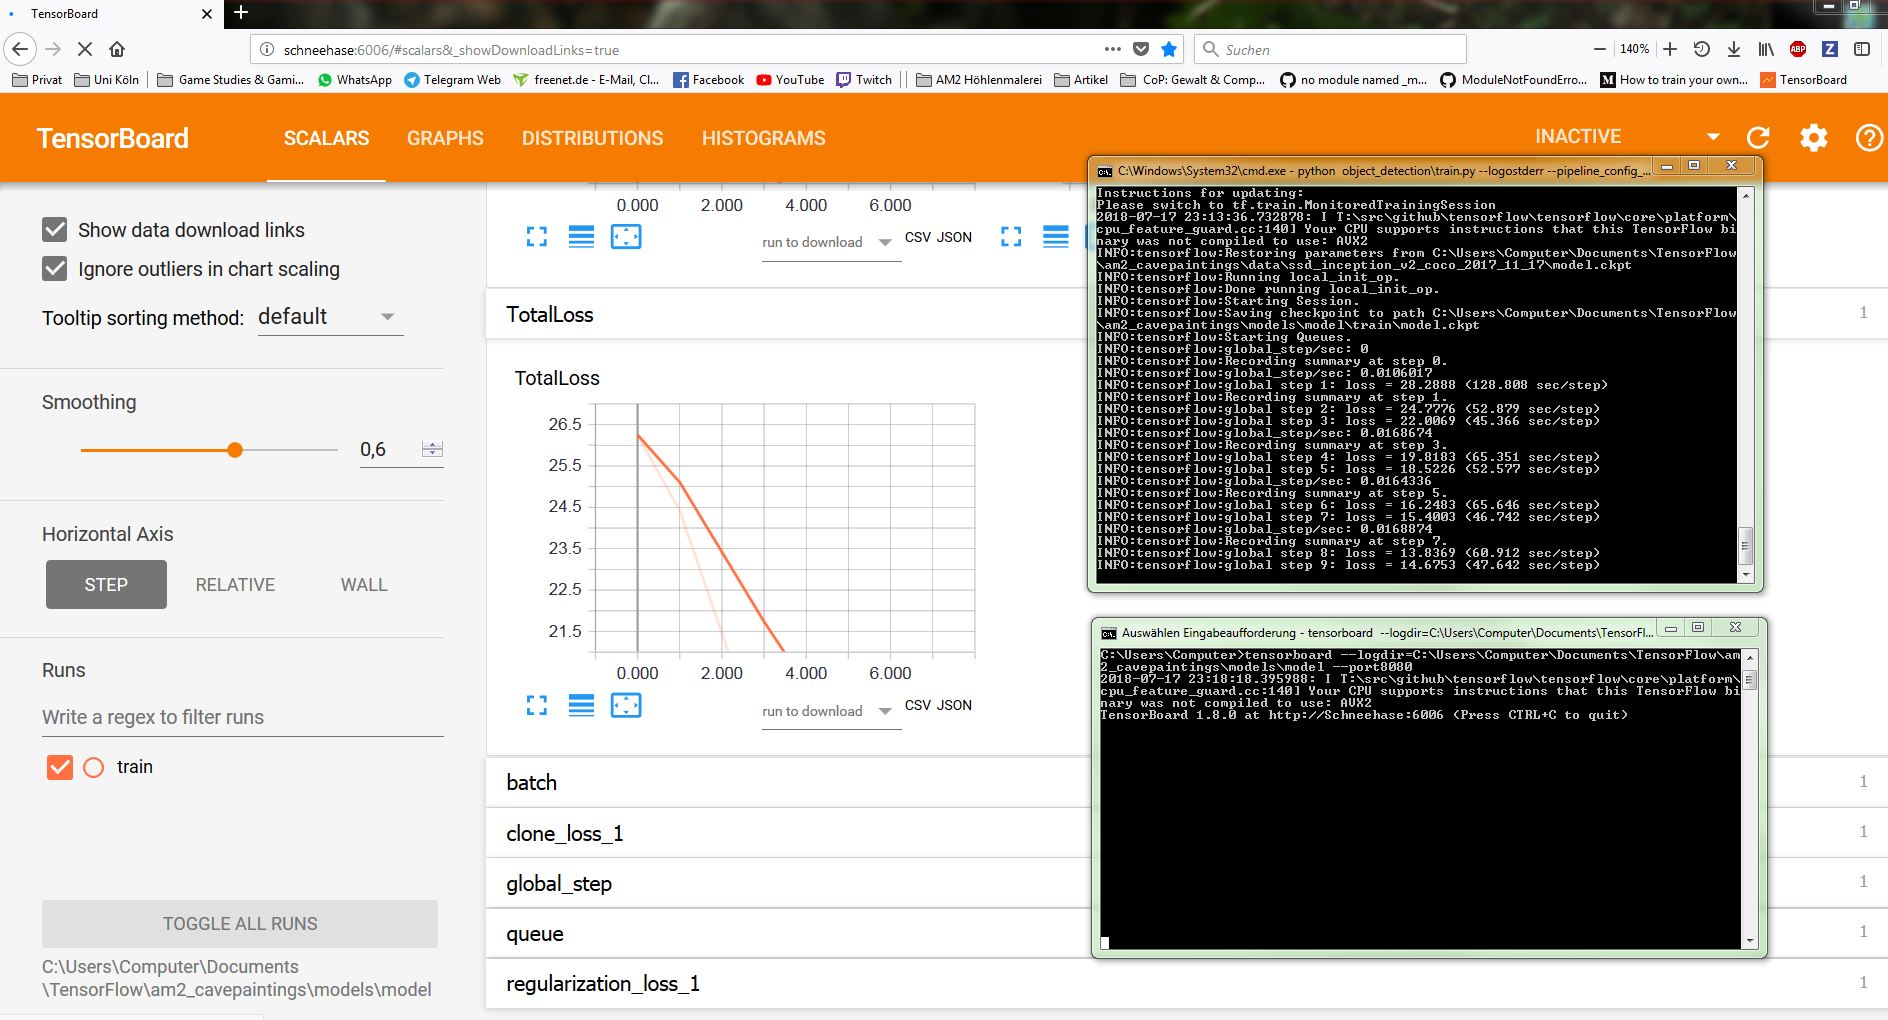 TensorBoard
schneehase:6006/#scalars&_showDownloadLinks=true
Suchen
140%
ABP
Z
Privat
Uni Köln
Game Studies & Gami...
WhatsApp
Telegram Web
freenet.de - E-Mail, Cl...
Facebook
YouTube
Twitch
AM2 Höhlenmalerei
Artikel
CoP: Gewalt & Comp...
no module named _m...
ModuleNotFoundErro...
How to train your own...
TensorBoard
TensorBoard
SCALARS
GRAPHS
DISTRIBUTIONS
HISTOGRAMS
INACTIVE
Show data download links
Ignore outliers in chart scaling
Tooltip sorting method: default
Smoothing
0,6
Horizontal Axis
STEP
RELATIVE
WALL
Runs
Write a regex to filter runs
train
TOGGLE ALL RUNS
C:\Users\Computer\Documents
\TensorFlow\am2_cavepaintings\models\model
0.000 2.000 4.000 6.000
run to download
CSV JSON
TotalLoss
1
TotalLoss
26.5
25.5
24.5
23.5
22.5
21.5
0.000 2.000 4.000 6.000
run to download
CSV JSON
batch
1
clone_loss_1
1
global_step
1
queue
1
regularization_loss_1
1
C:\Windows\System32\cmd.exe - python object_detection\train.py --logostderr --pipeline_config_...
Instructions for updating:
Please switch to tf.train.MonitoredTrainingSession
2018-07-17 23:13:36.732878: I T:\src\github\tensorflow\tensorflow\core\platform\
cpu_feature_guard.cc:140] Your CPU supports instructions that this TensorFlow bi
nary was not compiled to use: AVX2
INFO:tensorflow:Restoring parameters from C:\Users\Computer\Documents\TensorFlow
\am2_cavepaintings\data\ssd_inception_v2_coco_2017_11_17\model.ckpt
INFO:tensorflow:Running local_init_op.
INFO:tensorflow:Done running local_init_op.
INFO:tensorflow:Starting Session.
INFO:tensorflow:Saving checkpoint to path C:\Users\Computer\Documents\TensorFlow
\am2_cavepaintings\models\model\train\model.ckpt
INFO:tensorflow:Starting Queues.
INFO:tensorflow:global_step/sec: 0
INFO:tensorflow:Recording summary at step 0.
INFO:tensorflow:global_step/sec: 0.0106017
INFO:tensorflow:global step 1: loss = 28.2888 (128.808 sec/step)
INFO:tensorflow:Recording summary at step 1.
INFO:tensorflow:global step 2: loss = 24.7776 (52.879 sec/step)
INFO:tensorflow:global step 3: loss = 22.0069 (45.366 sec/step)
INFO:tensorflow:global_step/sec: 0.0168674
INFO:tensorflow:Recording summary at step 3.
INFO:tensorflow:global step 4: loss = 19.8183 (65.351 sec/step)
INFO:tensorflow:global step 5: loss = 18.5226 (52.577 sec/step)
INFO:tensorflow:global_step/sec: 0.0164336
INFO:tensorflow:Recording summary at step 5.
INFO:tensorflow:global step 6: loss = 16.2483 (65.646 sec/step)
INFO:tensorflow:global step 7: loss = 15.4003 (46.742 sec/step)
INFO:tensorflow:global_step/sec: 0.0168874
INFO:tensorflow:Recording summary at step 7.
INFO:tensorflow:global step 8: loss = 13.8369 (60.912 sec/step)
INFO:tensorflow:global step 9: loss = 14.6753 (47.642 sec/step)
Auswählen Eingabeaufforderung - tensorboard --logdir=C:\Users\Computer\Documents\TensorFl...
C:\Users\Computer>tensorboard --logdir=C:\Users\Computer\Documents\TensorFlow\am
2_cavepaintings\models\model --port8080
2018-07-17 23:18:18.395988: I T:\src\github\tensorflow\tensorflow\core\platform\
cpu_feature_guard.cc:140] Your CPU supports instructions that this TensorFlow bi
nary was not compiled to use: AVX2
TensorBoard 1.8.0 at http://Schneehase:6006 (Press CTRL+C to quit)